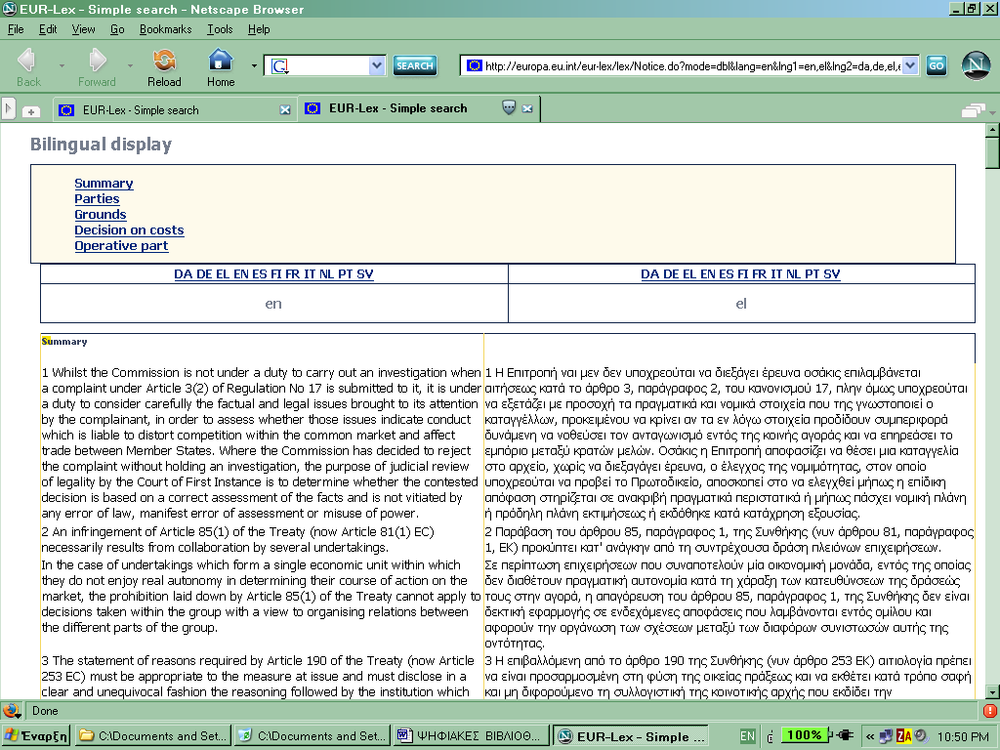 EUR-Lex - Simple search - Netscape Browser
File Edit View Go Bookmarks Tools Help
SEARCH http://europa.eu.int/eur-lex/lex/Notice.do?mode=dbl&lang=en&lng1=en,el&lng2=da,de,el, GO
Back Forward Reload Home
EUR-Lex - Simple search EUR-Lex - Simple search
Bilingual display
Summary
Parties
Grounds
Decision on costs
Operative part
DA DE EL EN ES FI FR IT NL PT SV DA DE EL EN ES FI FR IT NL PT SV
en el
Summary
1 Whilst the Commission is not under a duty to carry out an investigation when
a complaint under Article 3(2) of Regulation No 17 is submitted to it, it is under
a duty to consider carefully the factual and legal issues brought to its attention
by the complainant, in order to assess whether those issues indicate conduct
which is liable to distort competition within the common market and affect
trade between Member States. Where the Commission has decided to reject
the complaint without holding an investigation, the purpose of judicial review
of legality by the Court of First Instance is to determine whether the contested
decision is based on a correct assessment of the facts and is not vitiated by
any error of law, manifest error of assessment or misuse of power.
2 An infringement of Article 85(1) of the Treaty (now Article 81(1) EC)
necessarily results from collaboration by several undertakings.
In the case of undertakings which form a single economic unit within which
they do not enjoy real autonomy in determining their course of action on the
market, the prohibition laid down by Article 85(1) of the Treaty cannot apply to
decisions taken within the group with a view to organising relations between
the different parts of the group.
3 The statement of reasons required by Article 190 of the Treaty (now Article
253 EC) must be appropriate to the measure at issue and must disclose in a
clear and unequivocal fashion the reasoning followed by the institution which
1 Η Επιτροπή ναι μεν δεν υποχρεούται να διεξάγει έρευνα οσάκις επιλαμβάνεται
αιτήσεως κατά το άρθρο 3, παράγραφος 2, του κανονισμού 17, πλην όμως υποχρεούται
να εξετάζει με προσοχή τα πραγματικά και νομικά στοιχεία που της γνωστοποιεί ο
καταγγέλλων, προκειμένου να κρίνει αν τα εν λόγω στοιχεία προδίδουν συμπεριφορά
δυνάμενη να νοθεύσει τον ανταγωνισμό εντός της κοινής αγοράς και να επηρεάσει το
εμπόριο μεταξύ κρατών μελών. Οσάκις η Επιτροπή αποφασίζει να θέσει μια καταγγελία
στο αρχείο, χωρίς να διεξαγάγει έρευνα, ο έλεγχος της νομιμότητας, στον οποίο
υποχρεούται να προβεί το Πρωτοδικείο, αποσκοπεί στο να ελεγχθεί μήπως η επίδικη
απόφαση στηρίζεται σε ανακριβή πραγματικά περιστατικά ή μήπως πάσχει νομική πλάνη
ή πρόδηλη πλάνη εκτιμήσεως ή εκδόθηκε κατά κατάχρηση εξουσίας.
2 Παράβαση του άρθρου 85, παράγραφος 1, της Συνθήκης (νυν άρθρου 81, παράγραφος
1, ΕΚ) προκύπτει κατ' ανάγκην από τη συντρέχουσα δράση πλειόνων επιχειρήσεων.
Σε περίπτωση επιχειρήσεων που συναποτελούν μία οικονομική μονάδα, εντός της οποίας
δεν διαθέτουν πραγματική αυτονομία κατά τη χάραξη των κατευθύνσεων της δράσεώς
τους στην αγορά, η απαγόρευση του άρθρου 85, παράγραφος 1, της Συνθήκης δεν είναι
δεκτική εφαρμογής σε ενδεχόμενες αποφάσεις που λαμβάνονται εντός ομίλου και
αφορούν την οργάνωση των σχέσεων μεταξύ των διαφόρων συνιστωσών αυτής της
οντότητας.
3 Η επιβαλλόμενη από το άρθρο 190 της Συνθήκης (νυν άρθρο 253 ΕΚ) αιτιολογία πρέπει
να είναι προσαρμοσμένη στη φύση της οικείας πράξεως και να εκθέτει κατά τρόπο σαφή
και μη διφορούμενο τη συλλογιστική της κοινοτικής αρχής που εκδίδει την
Done
Έναρξη C:\Documents and Set... C:\Documents and Set... ΨΗΦΙΑΚΕΣ ΒΙΒΛΙΟΘ... EUR-Lex - Simple ... EN 100% « ZA 10:50 PM